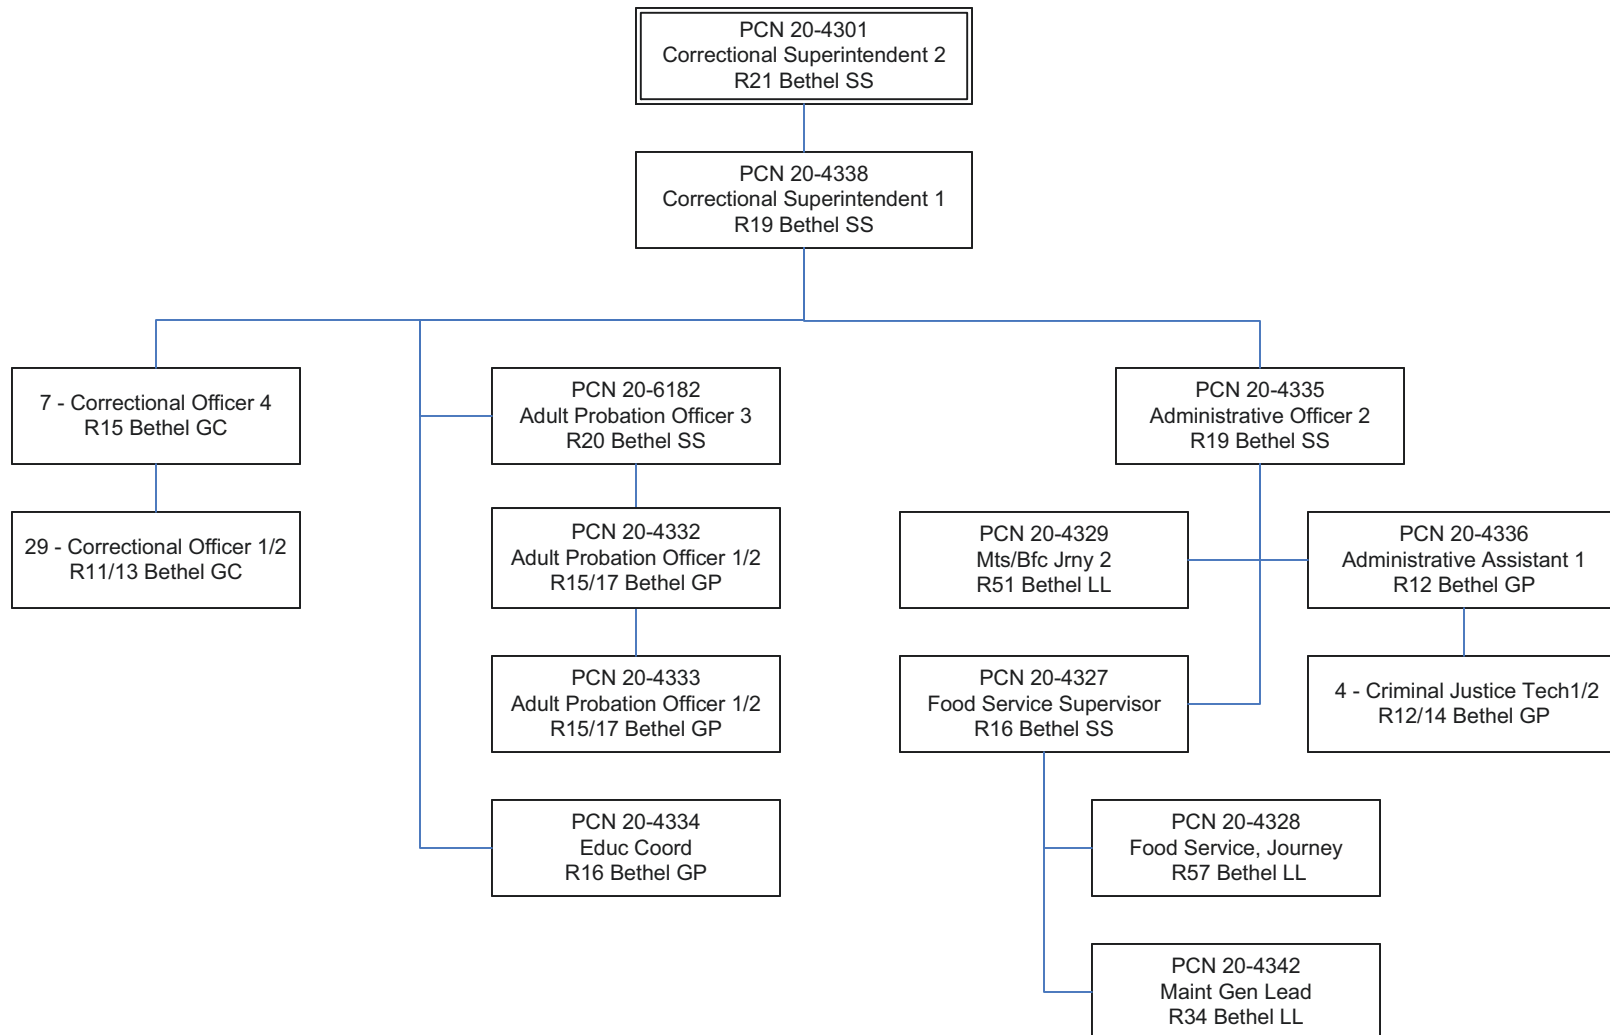 PCN 20-4301
Correctional Superintendent 2
R21 Bethel SS
PCN 20-4338
Correctional Superintendent 1
R19 Bethel SS
7 - Correctional Officer 4
R15 Bethel GC
29 - Correctional Officer 1/2
R11/13 Bethel GC
PCN 20-6182
Adult Probation Officer 3
R20 Bethel SS
PCN 20-4332
Adult Probation Officer 1/2
R15/17 Bethel GP
PCN 20-4333
Adult Probation Officer 1/2
R15/17 Bethel GP
PCN 20-4334
Educ Coord
R16 Bethel GP
PCN 20-4335
Administrative Officer 2
R19 Bethel SS
PCN 20-4329
Mts/Bfc Jrny 2
R51 Bethel LL
PCN 20-4336
Administrative Assistant 1
R12 Bethel GP
PCN 20-4327
Food Service Supervisor
R16 Bethel SS
4 - Criminal Justice Tech1/2
R12/14 Bethel GP
PCN 20-4328
Food Service, Journey
R57 Bethel LL
PCN 20-4342
Maint Gen Lead
R34 Bethel LL